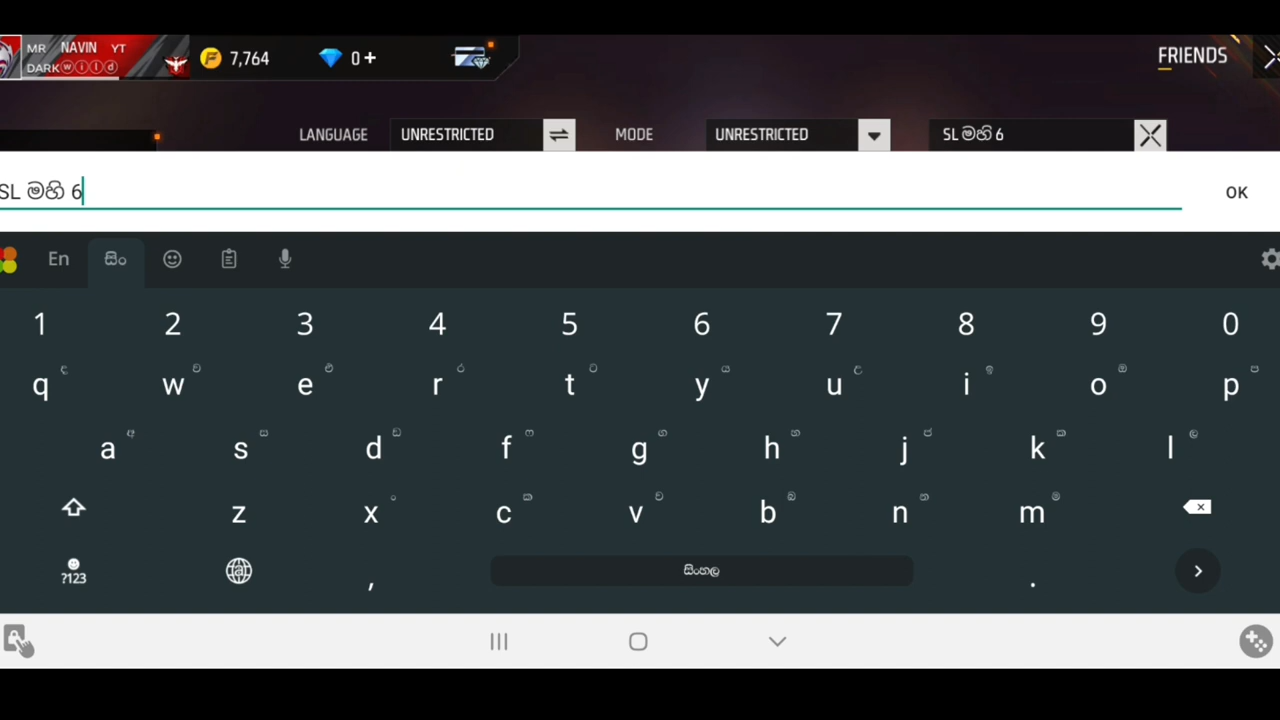 MR NAVIN YT
DARKⓌⒾⓁⒹ
7,764
0+
FRIENDS
LANGUAGE UNRESTRICTED MODE UNRESTRICTED SL මහි 6
SL මහි 6
OK
En සිං
1 2 3 4 5 6 7 8 9 0
q w e r t y u i o p
a s d f g h j k l
z x c v b n m
?123 , සිංහල .